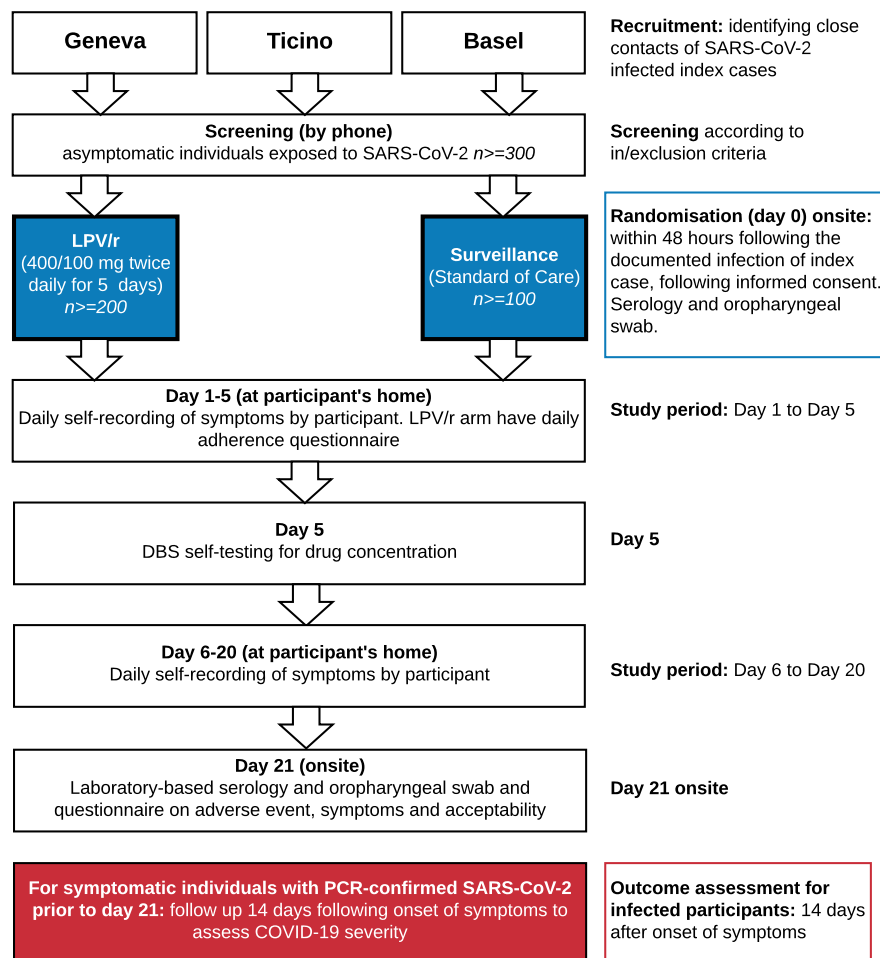 Geneva
Ticino
Basel
Recruitment: identifying close
contacts of SARS-CoV-2
infected index cases
Screening (by phone)
asymptomatic individuals exposed to SARS-CoV-2 n>=300
Screening according to
in/exclusion criteria
LPV/r
(400/100 mg twice
daily for 5 days)
n>=200
Surveillance
(Standard of Care)
n>=100
Randomisation (day 0) onsite:
within 48 hours following the
documented infection of index
case, following informed consent.
Serology and oropharyngeal
swab.
Day 1-5 (at participant's home)
Daily self-recording of symptoms by participant. LPV/r arm have daily
adherence questionnaire
Study period: Day 1 to Day 5
Day 5
DBS self-testing for drug concentration
Day 5
Day 6-20 (at participant's home)
Daily self-recording of symptoms by participant
Study period: Day 6 to Day 20
Day 21 (onsite)
Laboratory-based serology and oropharyngeal swab and
questionnaire on adverse event, symptoms and acceptability
Day 21 onsite
For symptomatic individuals with PCR-confirmed SARS-CoV-2
prior to day 21: follow up 14 days following onset of symptoms to
assess COVID-19 severity
Outcome assessment for
infected participants: 14 days
after onset of symptoms